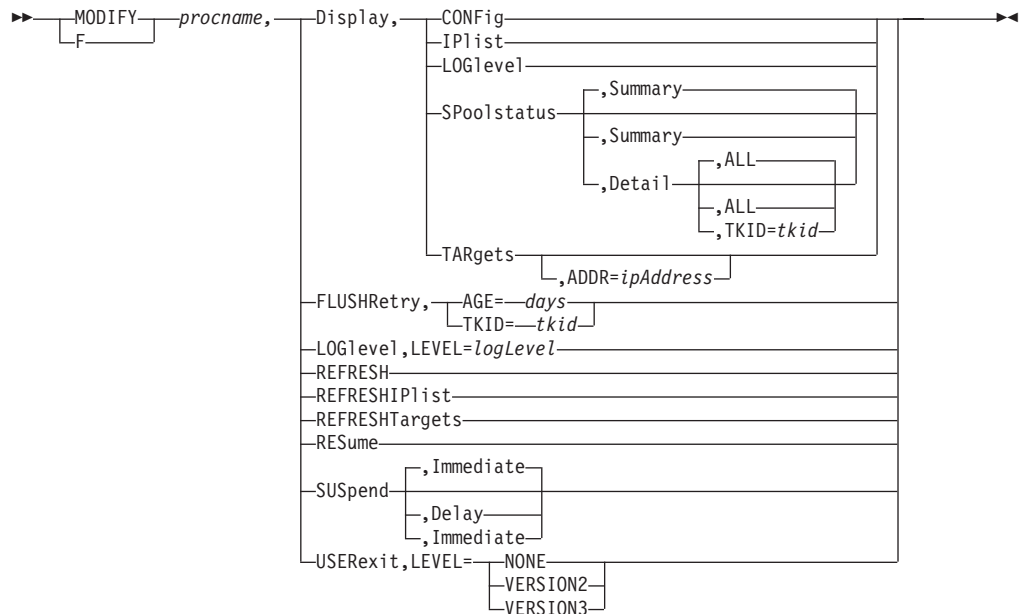 MODIFY procname, Display, CONFig
F IPlist
LOGlevel
,Summary
SPoolstatus
,Summary
,ALL
,Detail
,ALL
,TKID=tkid
TARgets
,ADDR=ipAddress
FLUSHRetry, AGE=days
TKID=tkid
LOGlevel,LEVEL=logLevel
REFRESH
REFRESHIPlist
REFRESHTargets
RESume
,Immediate
SUSpend
,Delay
,Immediate
USERexit,LEVEL= NONE
VERSION2
VERSION3